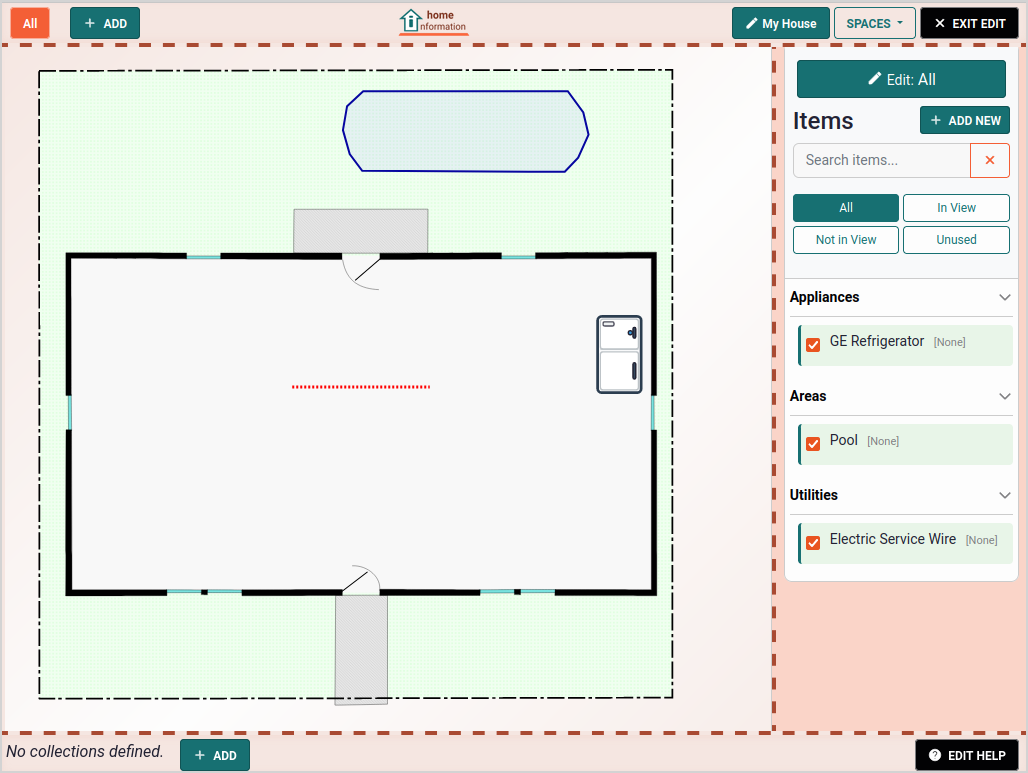 All
+ ADD
home
information
My House
SPACES
× EXIT EDIT
Edit: All
Items
+ ADD NEW
Search items...
All
In View
Not in View
Unused
Appliances
GE Refrigerator [None]
Areas
Pool [None]
Utilities
Electric Service Wire [None]
No collections defined.
+ ADD
? EDIT HELP